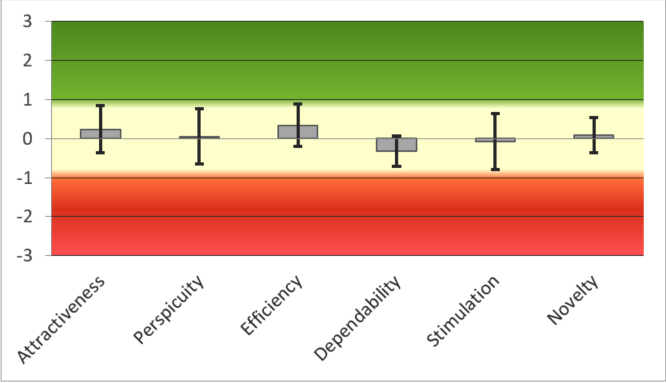 3
2
1
0
-1
-2
-3
Attractiveness
Perspicuity
Efficiency
Dependability
Stimulation
Novelty